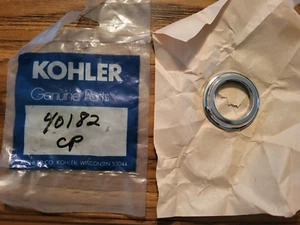 KOHLER
Genuine Parts
40182
CP
KOHLER, WISCONSIN 53044